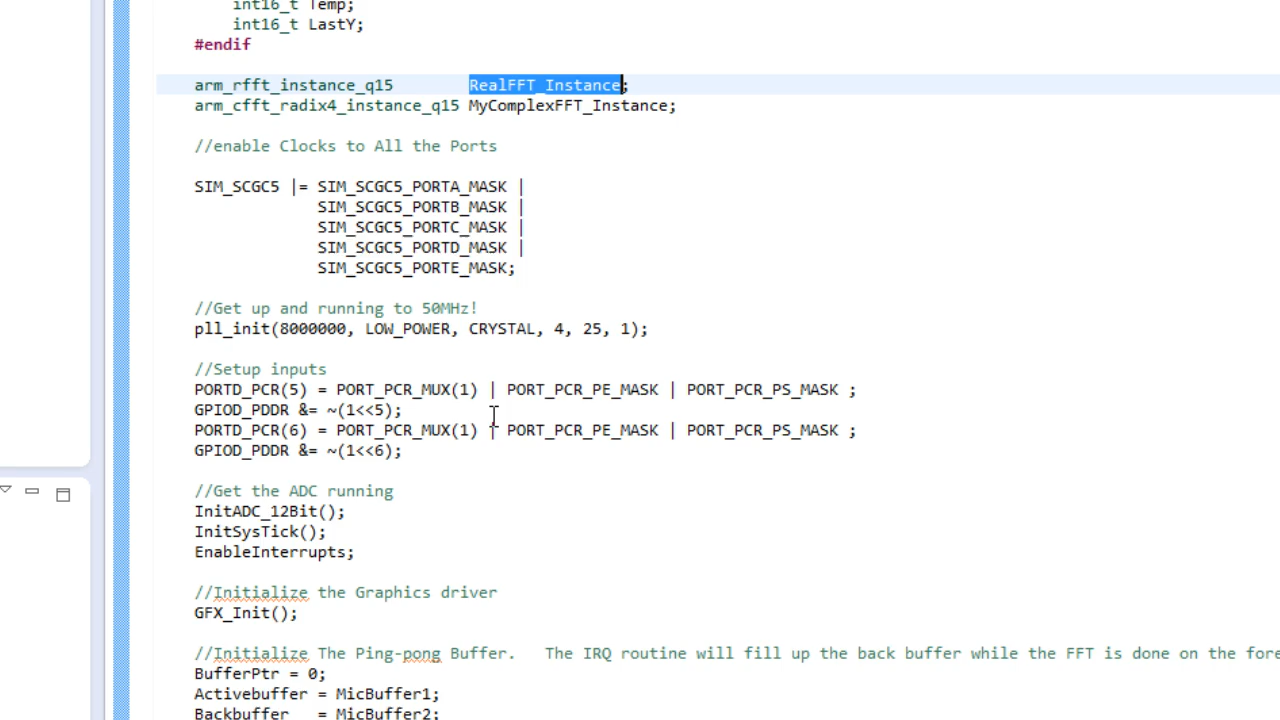 int16_t Temp;
int16_t LastY;
#endif
arm_rfft_instance_q15        RealFFT_Instance;
arm_cfft_radix4_instance_q15 MyComplexFFT_Instance;
//enable Clocks to All the Ports
SIM_SCGC5 |= SIM_SCGC5_PORTA_MASK |
SIM_SCGC5_PORTB_MASK |
SIM_SCGC5_PORTC_MASK |
SIM_SCGC5_PORTD_MASK |
SIM_SCGC5_PORTE_MASK;
//Get up and running to 50MHz!
pll_init(8000000, LOW_POWER, CRYSTAL, 4, 25, 1);
//Setup inputs
PORTD_PCR(5) = PORT_PCR_MUX(1) | PORT_PCR_PE_MASK | PORT_PCR_PS_MASK ;
GPIOD_PDDR &= ~(1<<5);
PORTD_PCR(6) = PORT_PCR_MUX(1) | PORT_PCR_PE_MASK | PORT_PCR_PS_MASK ;
GPIOD_PDDR &= ~(1<<6);
//Get the ADC running
InitADC_12Bit();
InitSysTick();
EnableInterrupts;
//Initialize the Graphics driver
GFX_Init();
//Initialize The Ping-pong Buffer.   The IRQ routine will fill up the back buffer while the FFT is done on the fore
BufferPtr = 0;
Activebuffer = MicBuffer1;
Backbuffer   = MicBuffer2;